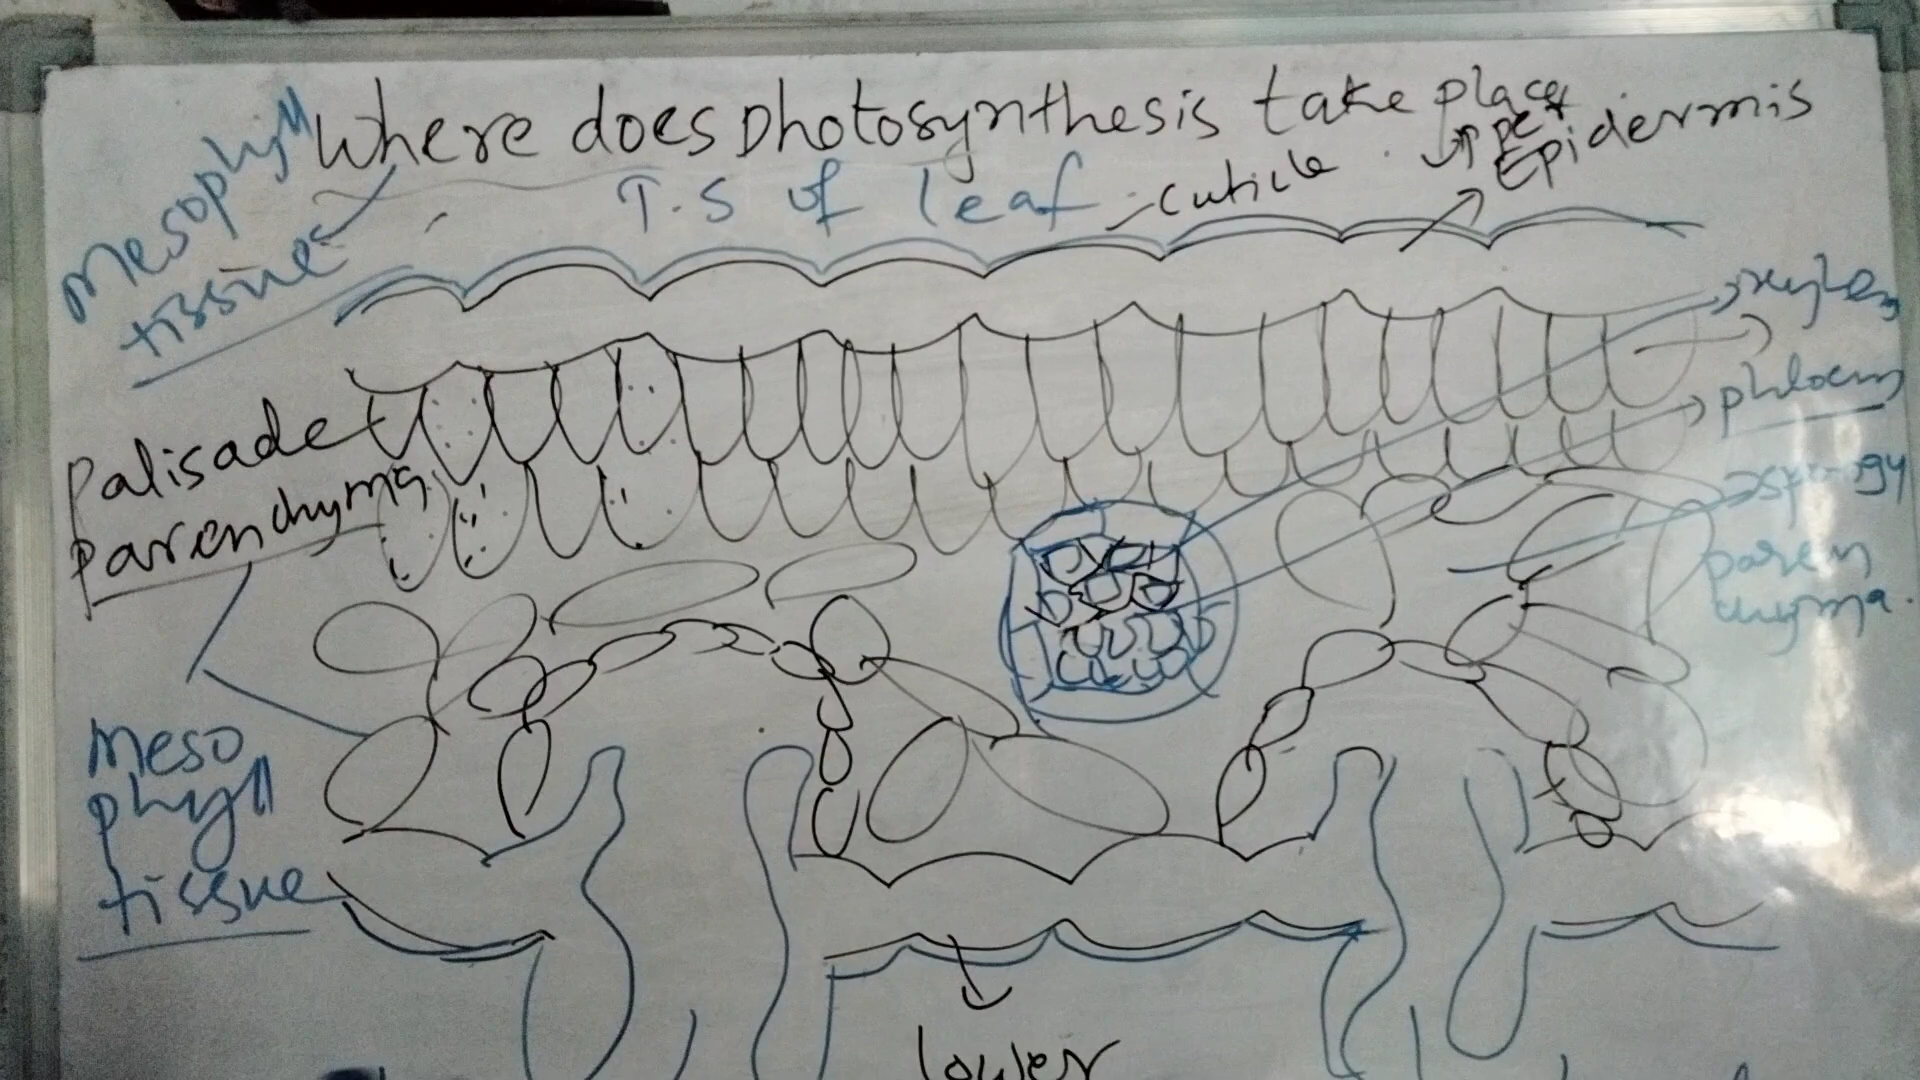 Where does photosynthesis take place
Mesophyll
tissue
T.S of leaf
cuticle
upper
Epidermis
xylem
phloem
spongy
paren
chyma.
Palisade
parenchyma
Meso
phyll
tissue
lower